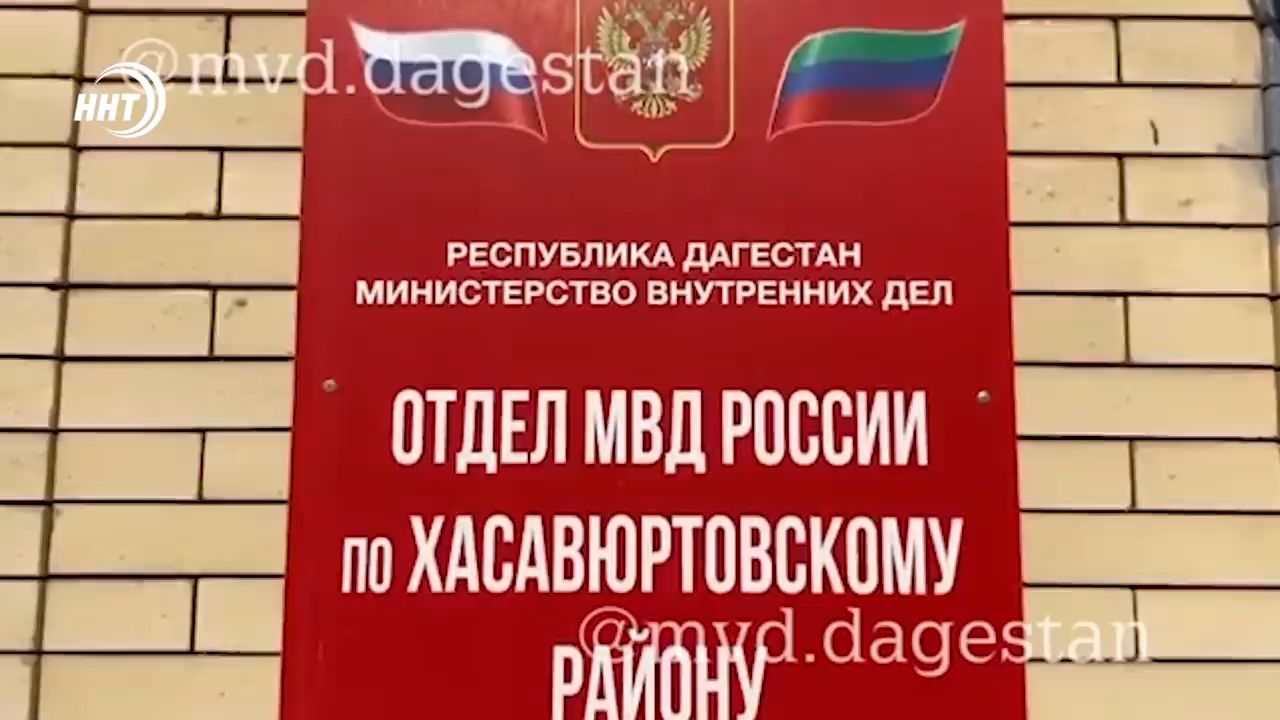 @mvd.dagestan
ННТ
РЕСПУБЛИКА ДАГЕСТАН
МИНИСТЕРСТВО ВНУТРЕННИХ ДЕЛ
ОТДЕЛ МВД РОССИИ
по ХАСАВЮРТОВСКОМУ
@mvd.dagestan
РАЙОНУ